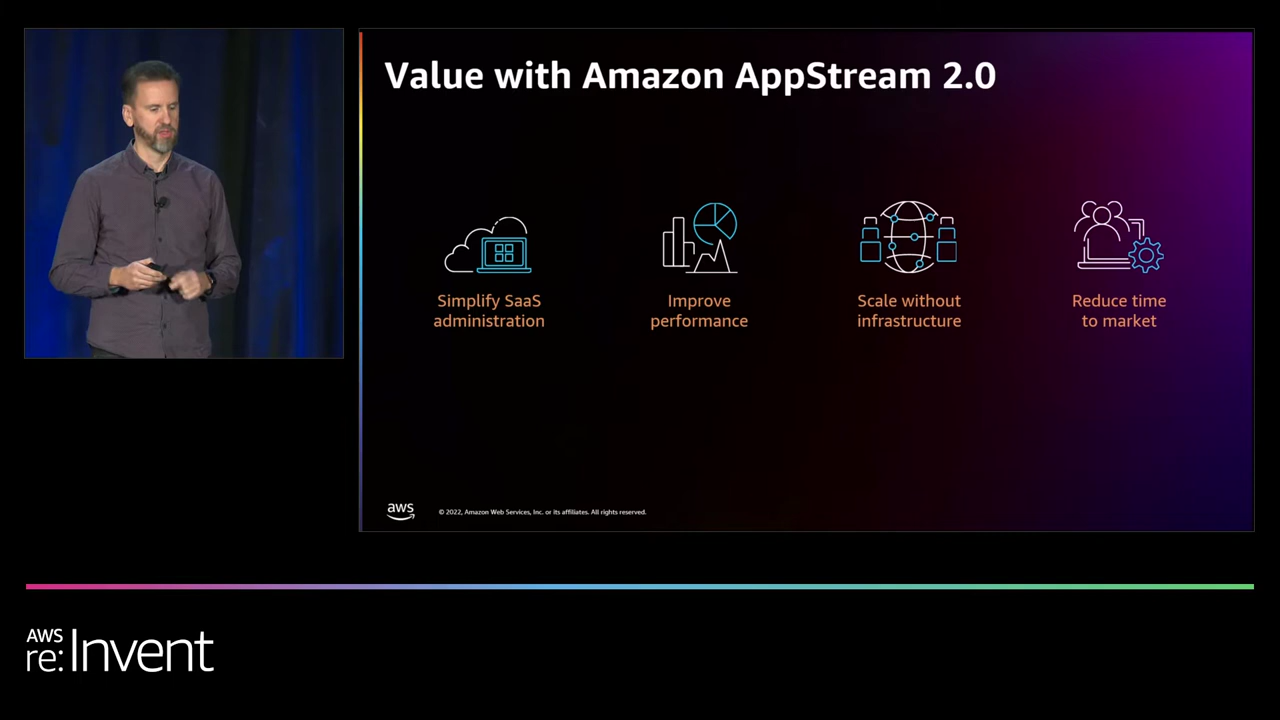 Value with Amazon AppStream 2.0
Simplify SaaS
administration
Improve
performance
Scale without
infrastructure
Reduce time
to market
aws
© 2022, Amazon Web Services, Inc. or its affiliates. All rights reserved.
AWS
re:Invent